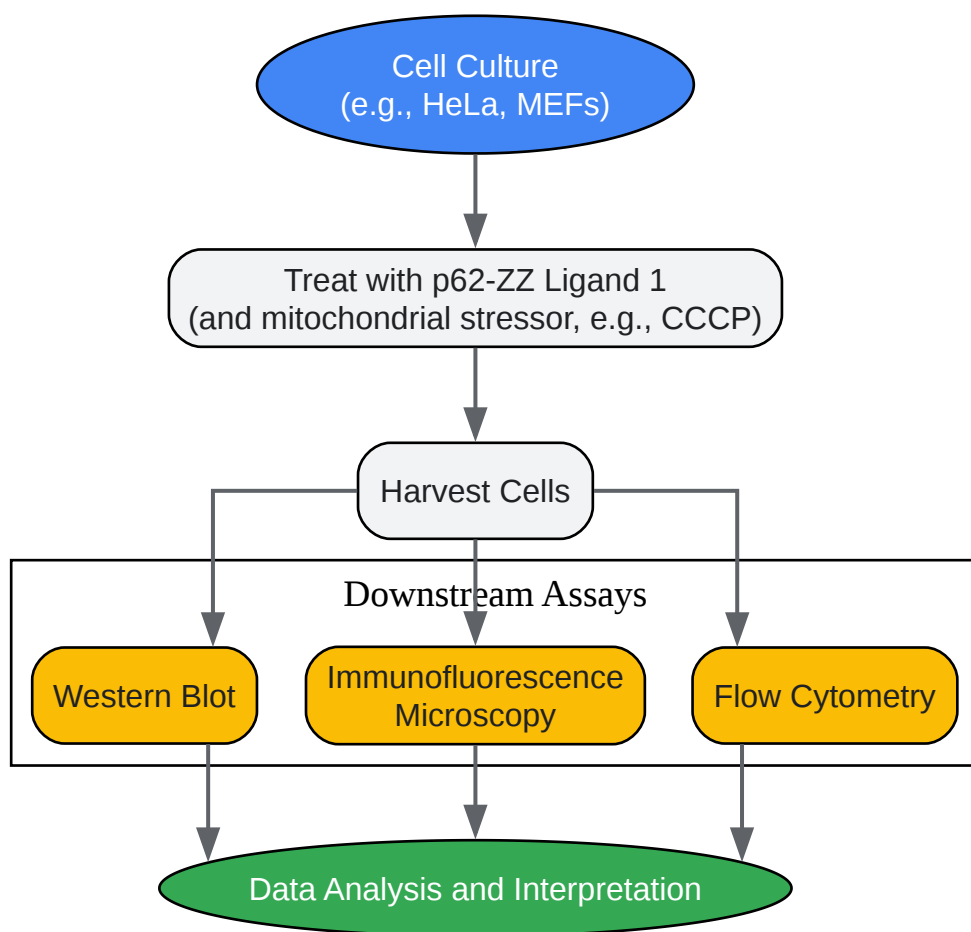 Cell Culture
(e.g., HeLa, MEFs)
Treat with p62-ZZ Ligand 1
(and mitochondrial stressor, e.g., CCCP)
Harvest Cells
Downstream Assays
Western Blot
Immunofluorescence
Microscopy
Flow Cytometry
Data Analysis and Interpretation